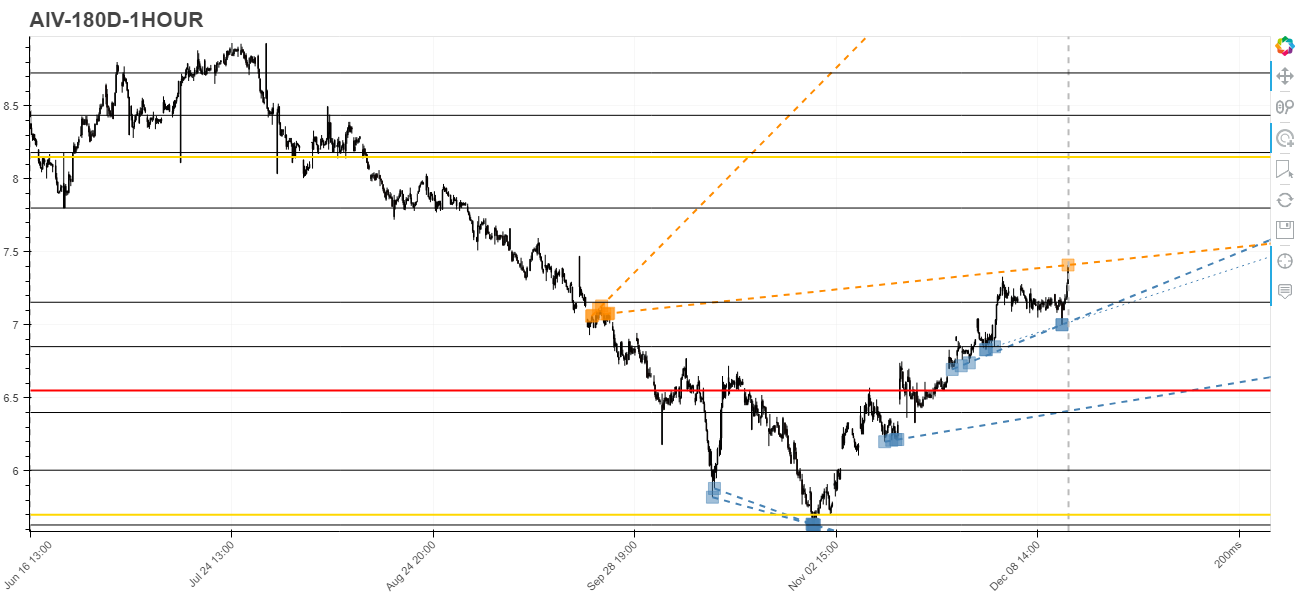 AIV-180D-1HOUR
8.5
8
7.5
7
6.5
6
Jun 16 13:00
Jul 24 13:00
Aug 24 20:00
Sep 28 19:00
Nov 02 15:00
Dec 08 14:00
200ms